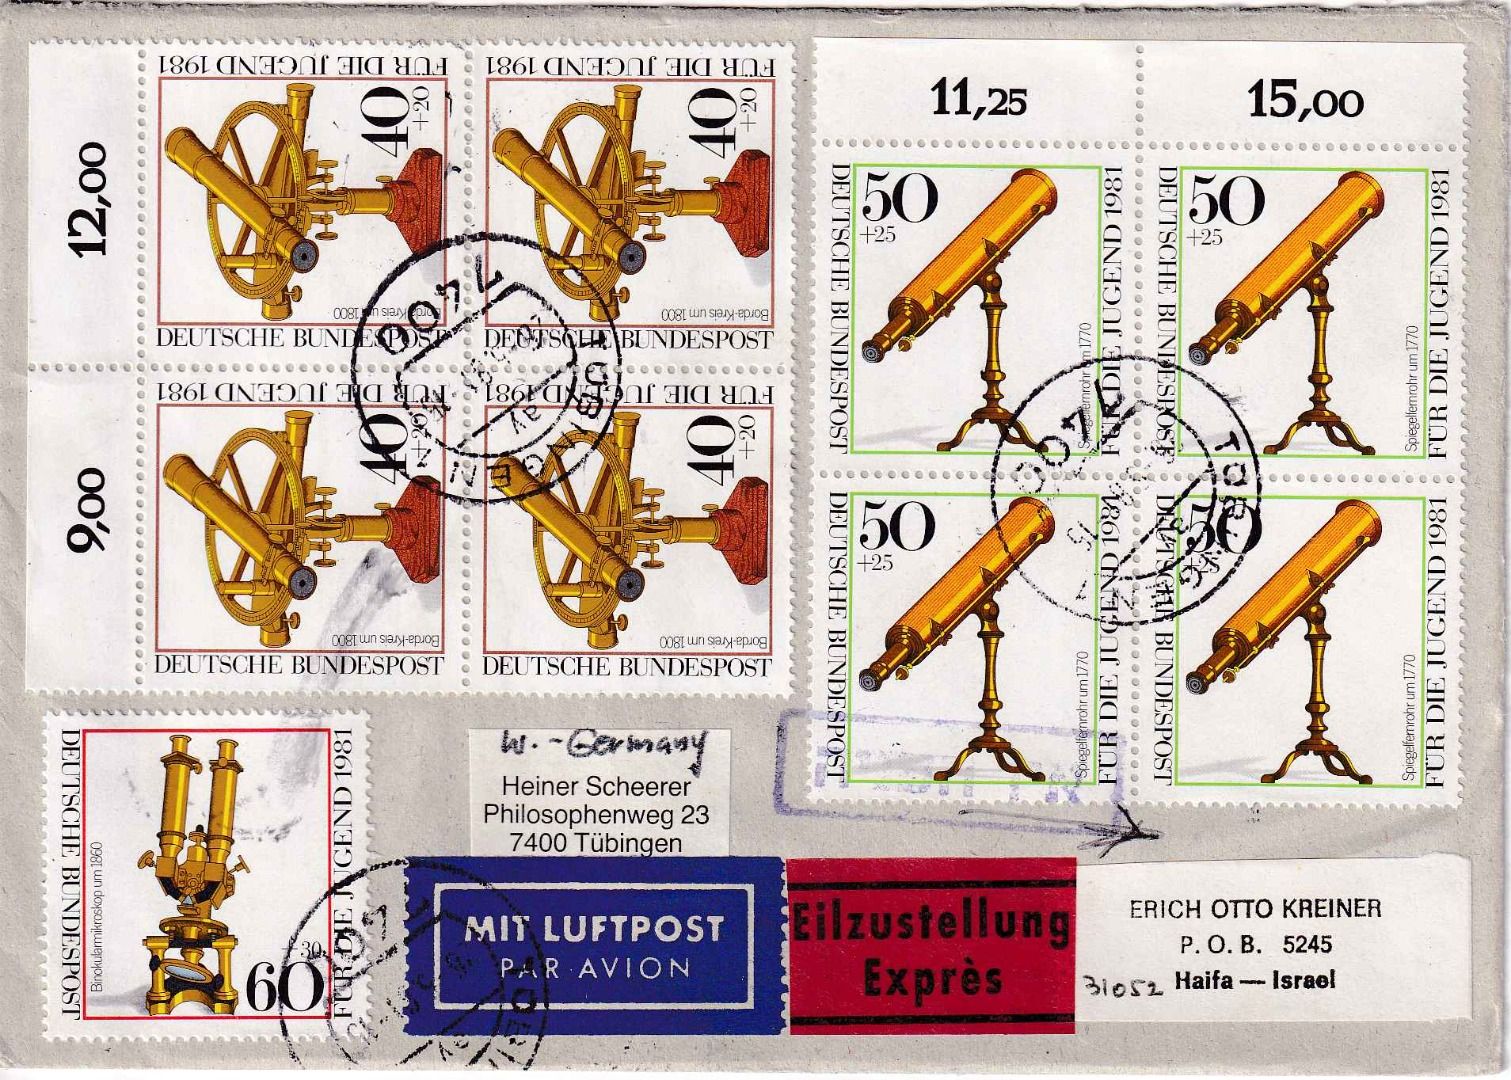 12,00
9,00
FÜR DIE JUGEND 1981
40
+20
Borda-Kreis um 1800
DEUTSCHE BUNDESPOST
FÜR DIE JUGEND 1981
40
+20
Borda-Kreis um 1800
DEUTSCHE BUNDESPOST
FÜR DIE JUGEND 1981
40
+20
Borda-Kreis um 1800
DEUTSCHE BUNDESPOST
FÜR DIE JUGEND 1981
40
+20
Borda-Kreis um 1800
DEUTSCHE BUNDESPOST
7400 TÜBINGEN
11,25
15,00
DEUTSCHE BUNDESPOST
50
+25
Spiegelfernrohr um 1770
FÜR DIE JUGEND 1981
DEUTSCHE BUNDESPOST
50
+25
Spiegelfernrohr um 1770
FÜR DIE JUGEND 1981
DEUTSCHE BUNDESPOST
50
+25
Spiegelfernrohr um 1770
FÜR DIE JUGEND 1981
DEUTSCHE BUNDESPOST
50
+25
Spiegelfernrohr um 1770
FÜR DIE JUGEND 1981
7400 TÜBINGEN
DEUTSCHE BUNDESPOST
Binokularmikroskop um 1860
+30
60
FÜR DIE JUGEND 1981
W.-Germany
Heiner Scheerer
Philosophenweg 23
7400 Tübingen
MIT LUFTPOST
PAR AVION
Eilzustellung
Exprès
ERICH OTTO KREINER
P. O. B. 5245
31052 Haifa — Israel